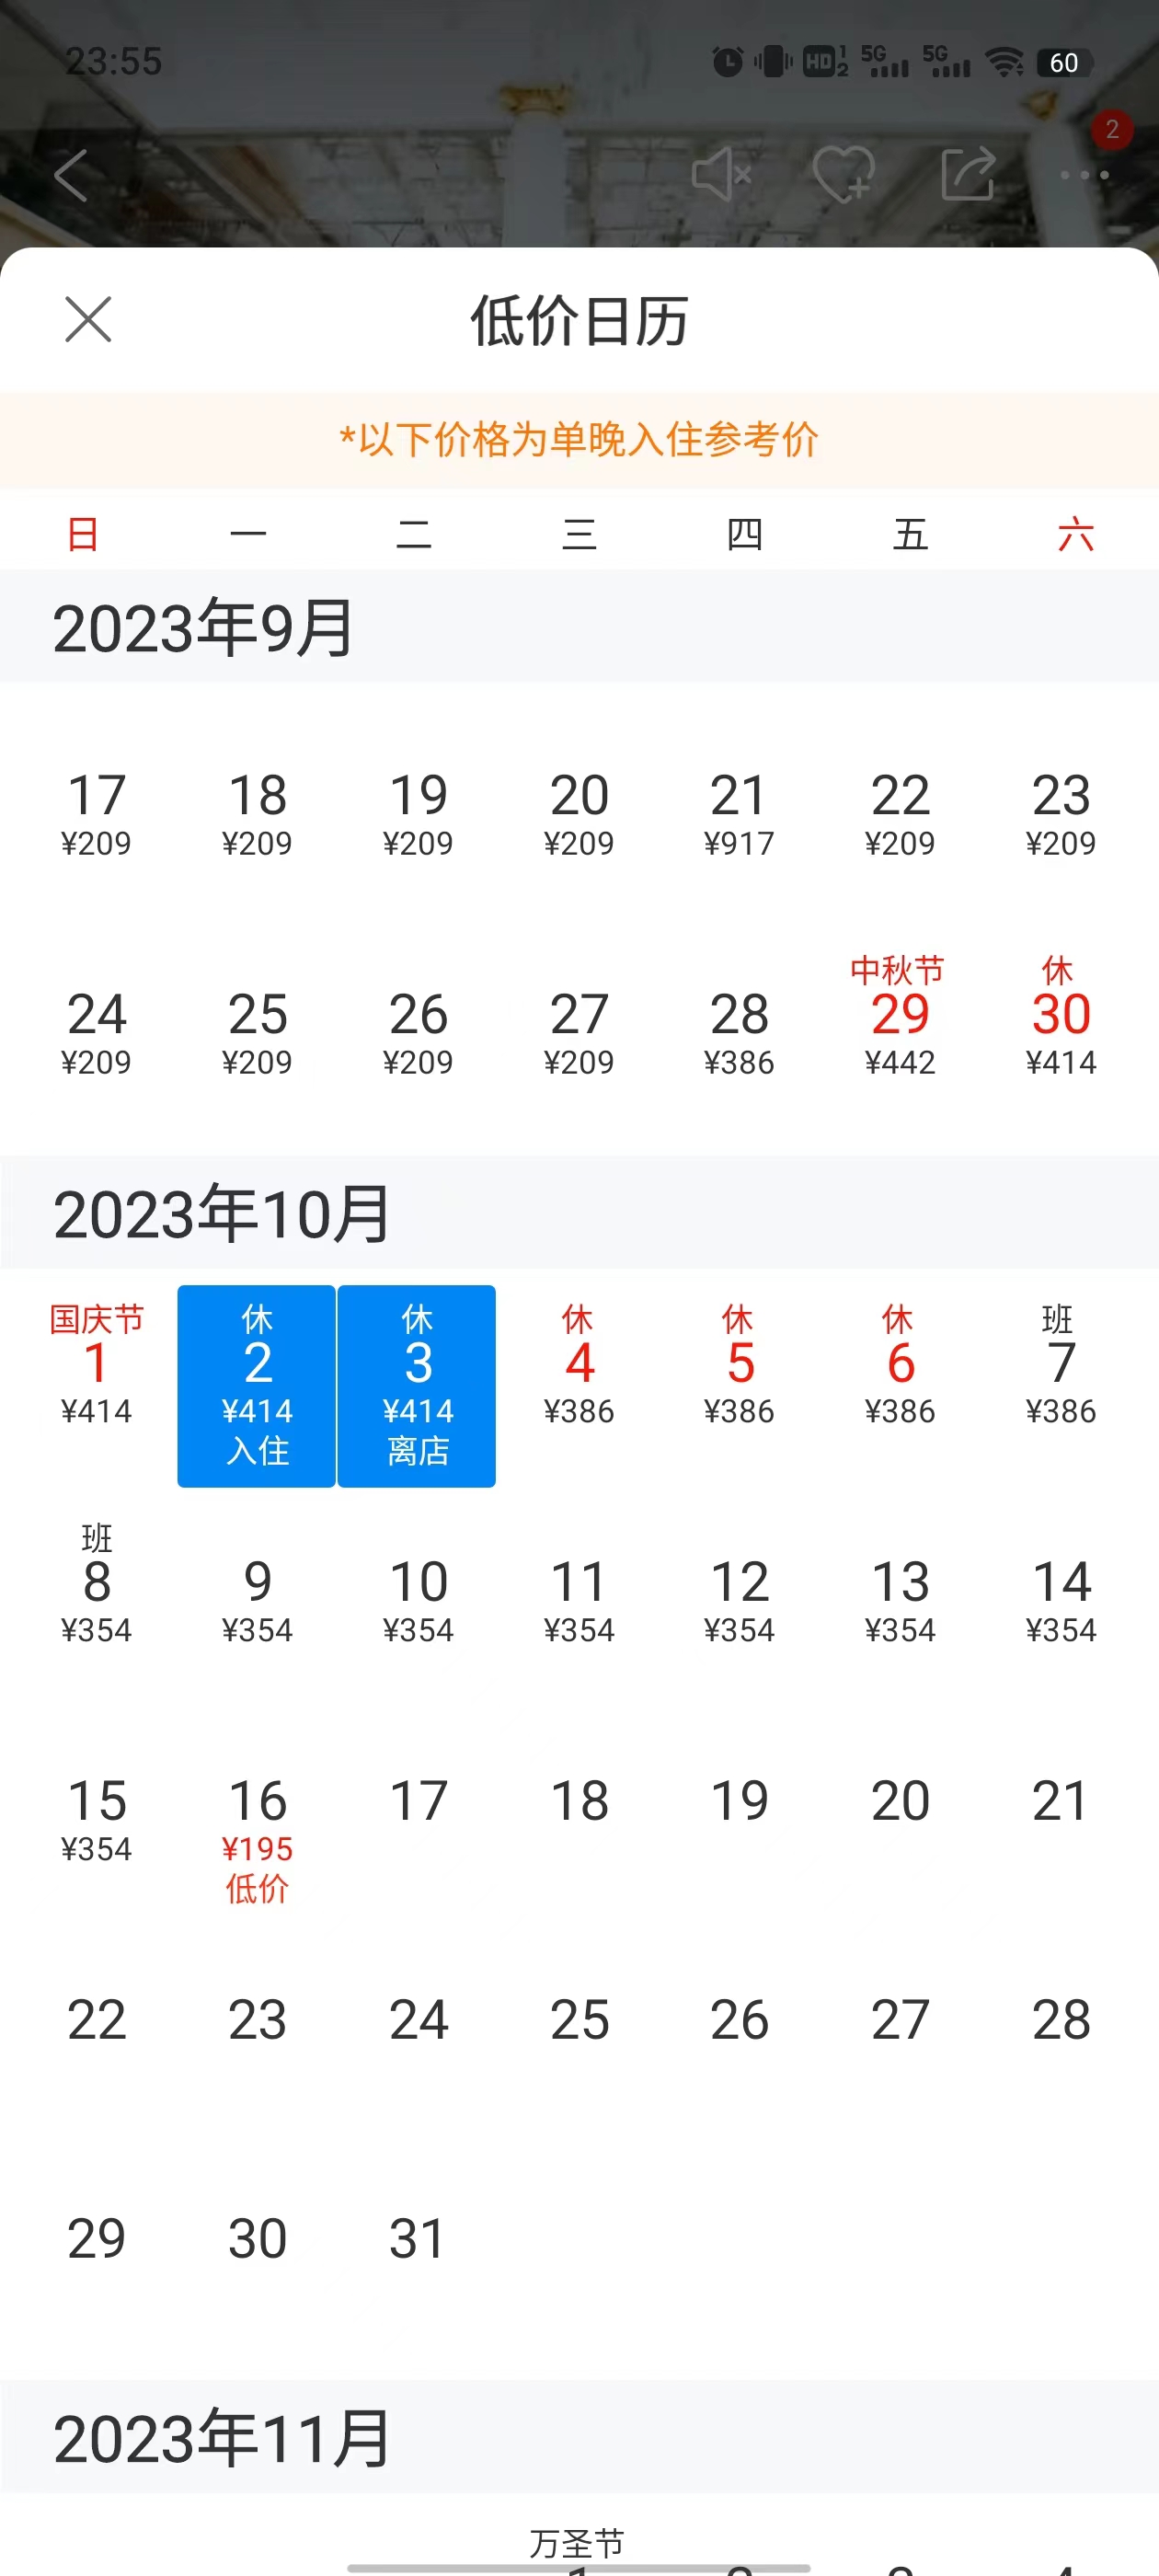 23:55
HD 1 2 5G 5G 60
2
低价日历
*以下价格为单晚入住参考价
日 一 二 三 四 五 六
2023年9月
17 18 19 20 21 22 23
¥209 ¥209 ¥209 ¥209 ¥917 ¥209 ¥209
中秋节 休
24 25 26 27 28 29 30
¥209 ¥209 ¥209 ¥209 ¥386 ¥442 ¥414
2023年10月
国庆节 休 休 休 休 休 班
1 2 3 4 5 6 7
¥414 ¥414 ¥414 ¥386 ¥386 ¥386 ¥386
入住 离店
班
8 9 10 11 12 13 14
¥354 ¥354 ¥354 ¥354 ¥354 ¥354 ¥354
15 16 17 18 19 20 21
¥354 ¥195
低价
22 23 24 25 26 27 28
29 30 31
2023年11月
万圣节